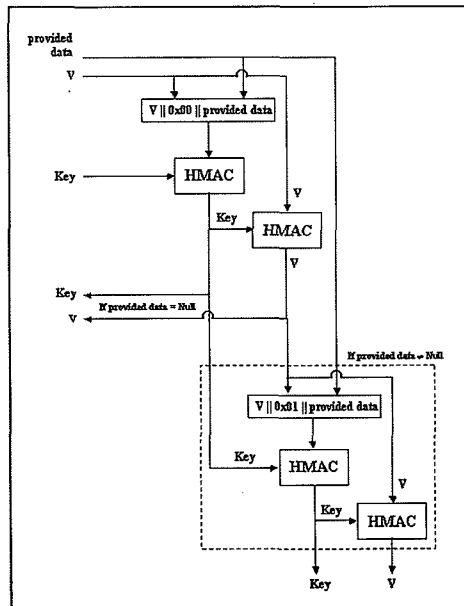 provided
data
V
V || 0x00 || provided data
Key
HMAC
V
Key
HMAC
V
Key
If provided data = Null
V
If provided data ≠ Null
V || 0x01 || provided data
Key
HMAC
V
Key
HMAC
Key
V